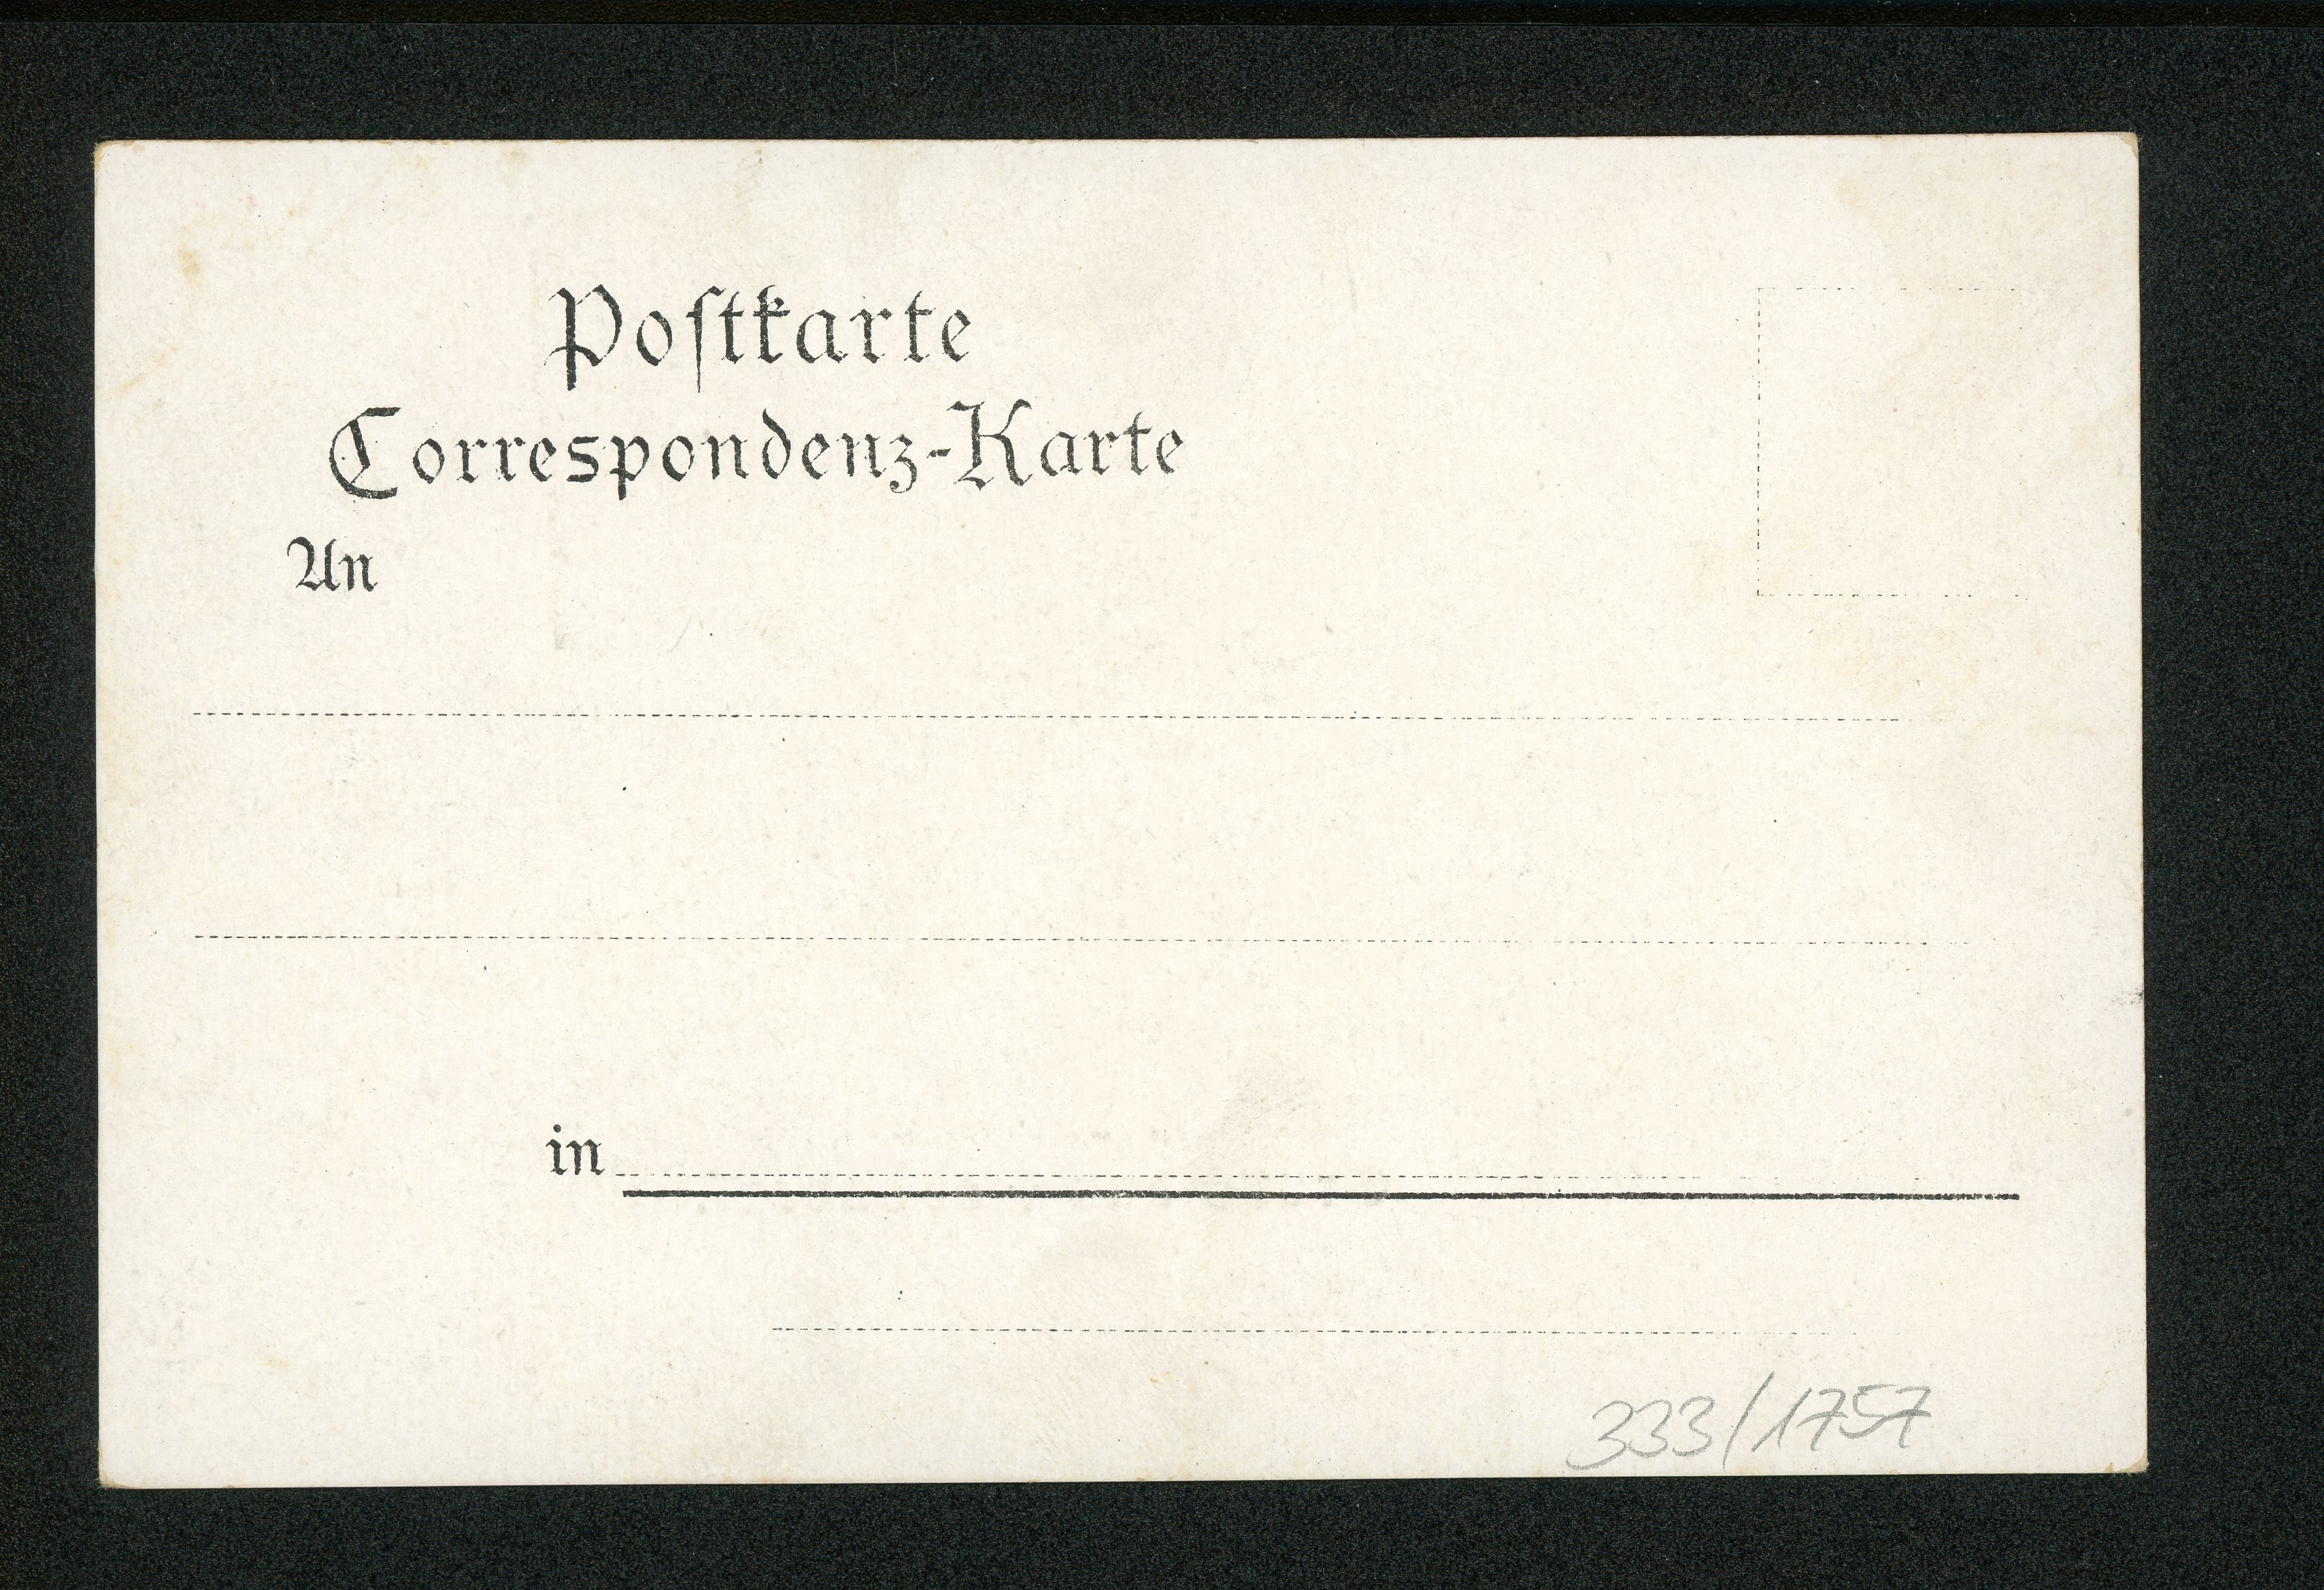 Poſtkarte
Correspondenz-Karte
An
in
333/1757